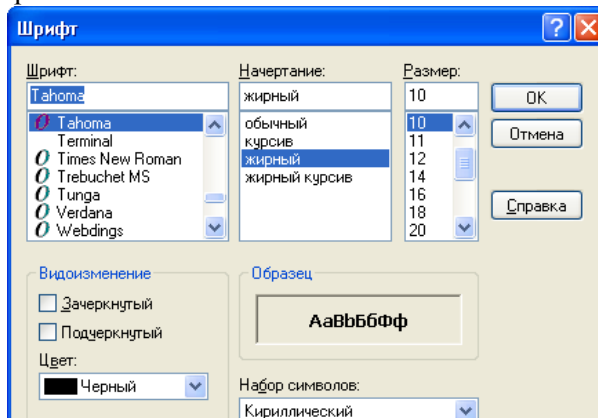 Шрифт
Шрифт:
Tahoma
Tahoma
Terminal
Times New Roman
Trebuchet MS
Tunga
Verdana
Webdings
Начертание:
жирный
обычный
курсив
жирный
жирный курсив
Размер:
10
10
11
12
14
16
18
20
OK
Отмена
Справка
Видоизменение
Зачеркнутый
Подчеркнутый
Цвет:
Черный
Образец
АаBbБбФф
Набор символов:
Кириллический